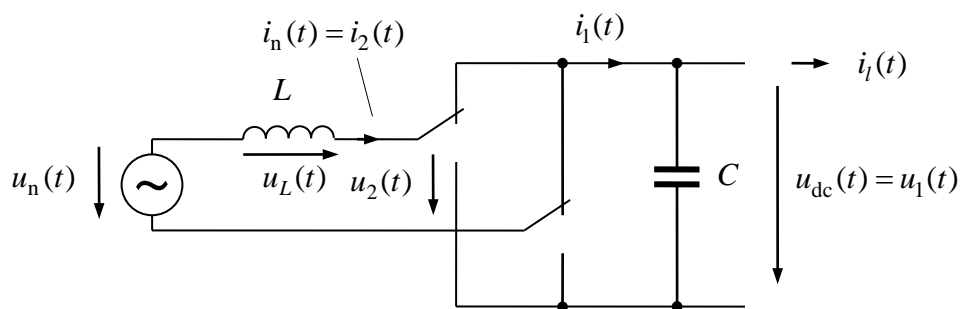 i_n(t) = i_2(t)
i_1(t)
i_l(t)
L
u_n(t)
~
u_L(t)
u_2(t)
C
u_dc(t) = u_1(t)